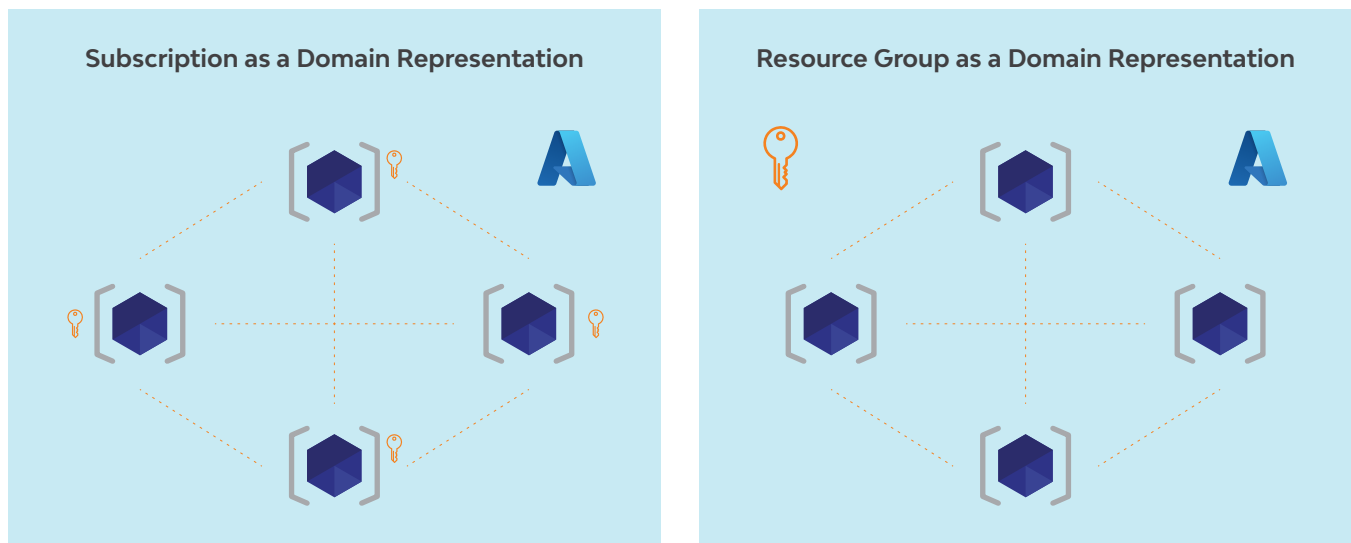 Subscription as a Domain Representation
Resource Group as a Domain Representation